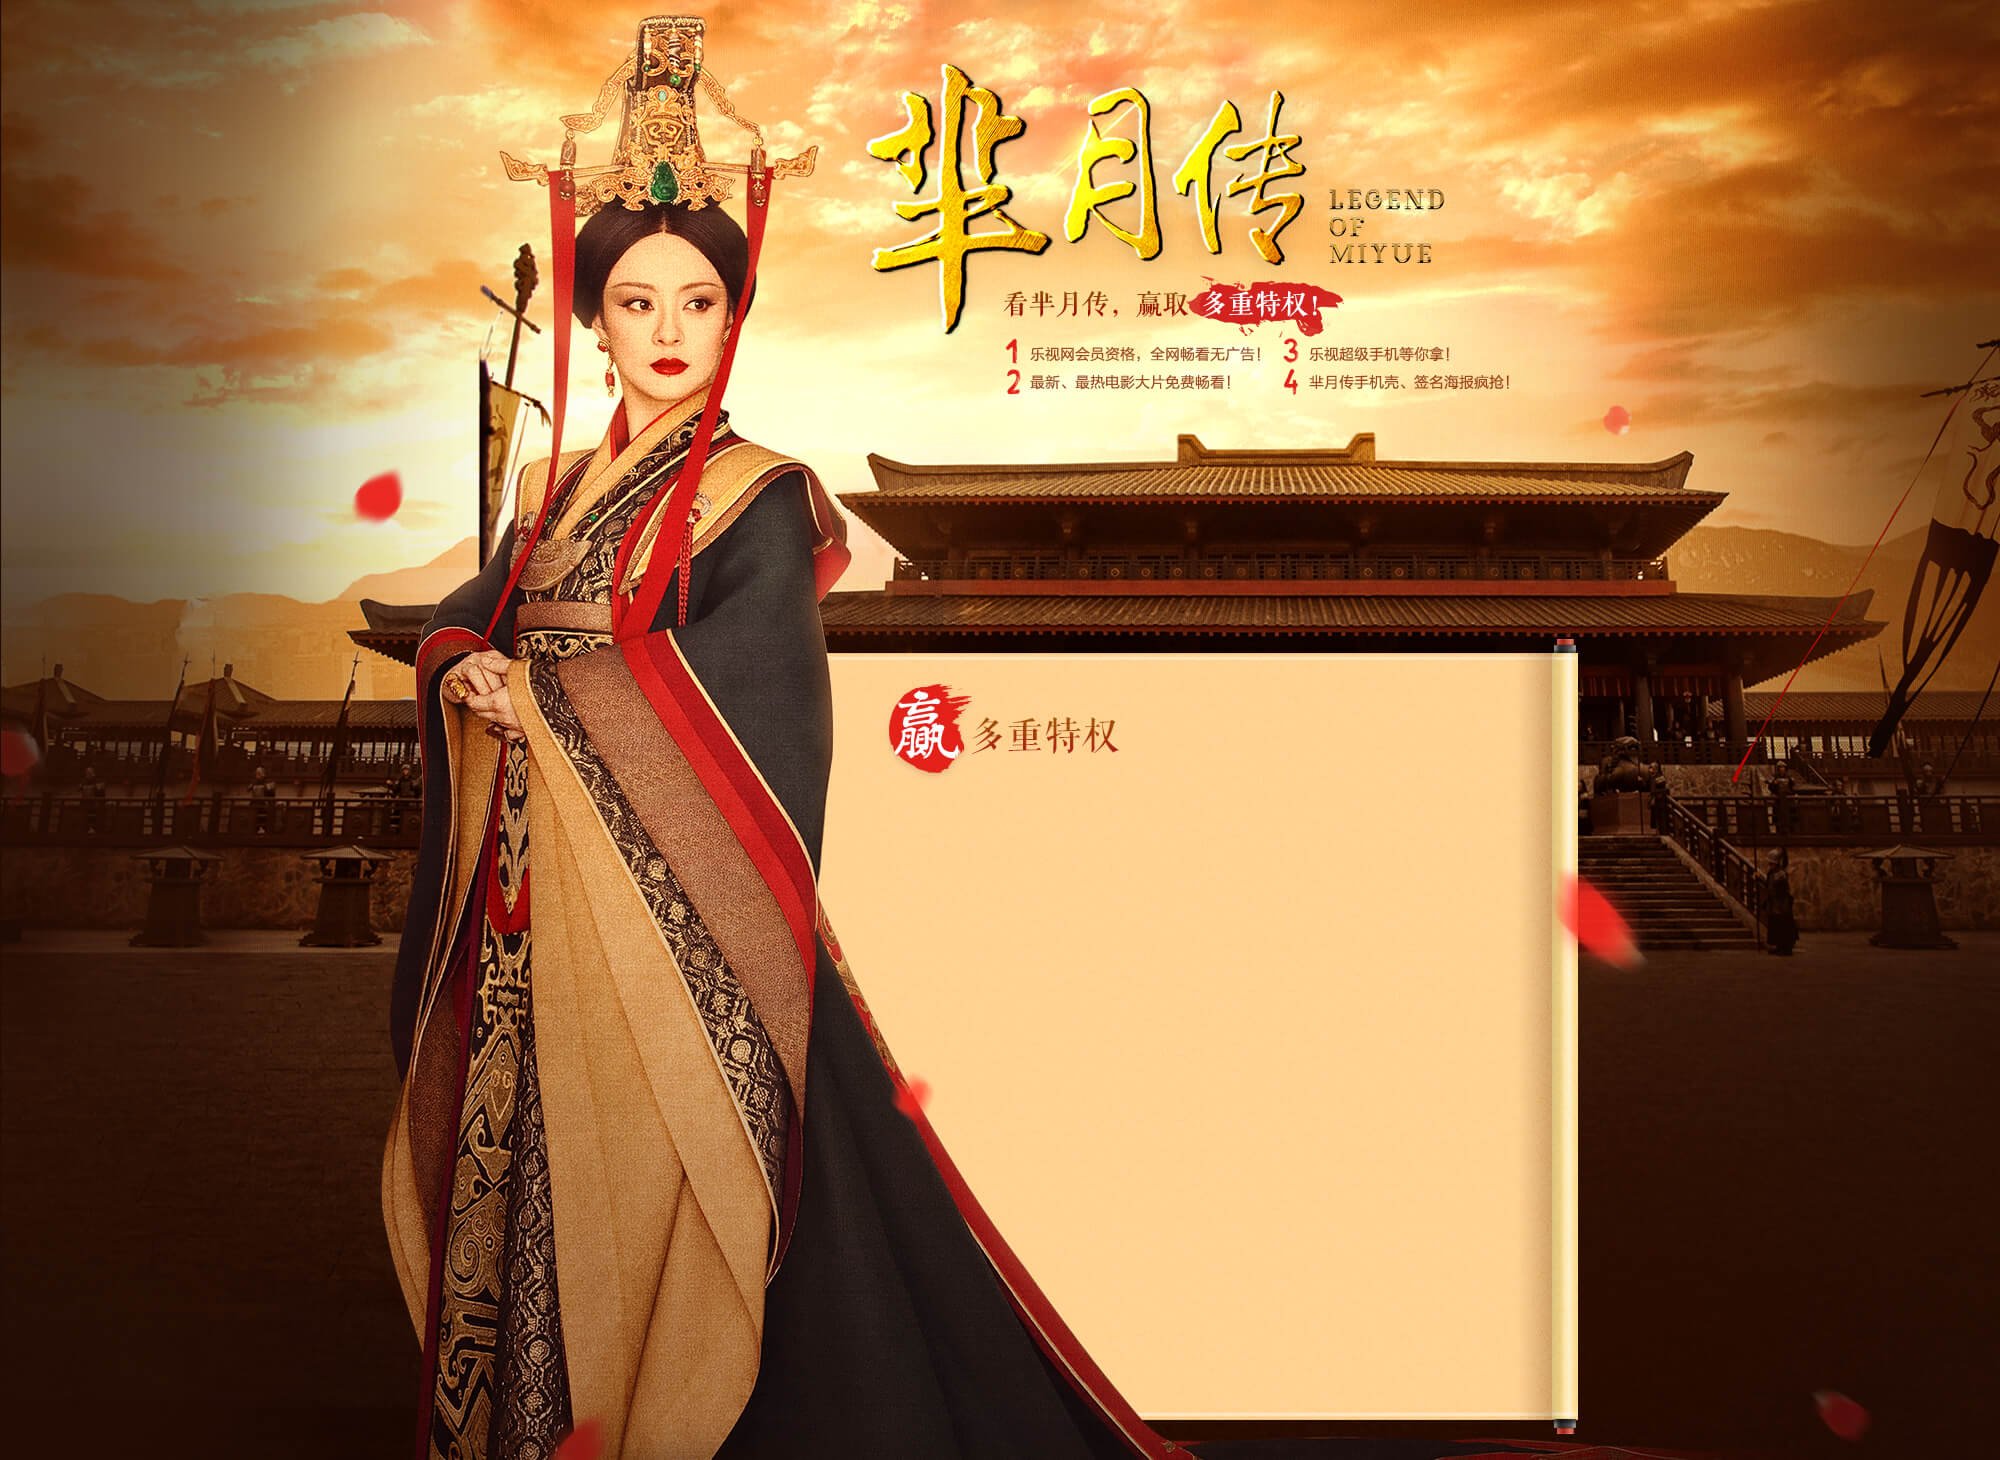 芈月传
LEGEND
OF
MIYUE
看芈月传，赢取 多重特权!
1 乐视网会员资格，全网畅看无广告!
2 最新、最热电影大片免费畅看!
3 乐视超级手机等你拿!
4 芈月传手机壳、签名海报疯抢!
赢 多重特权